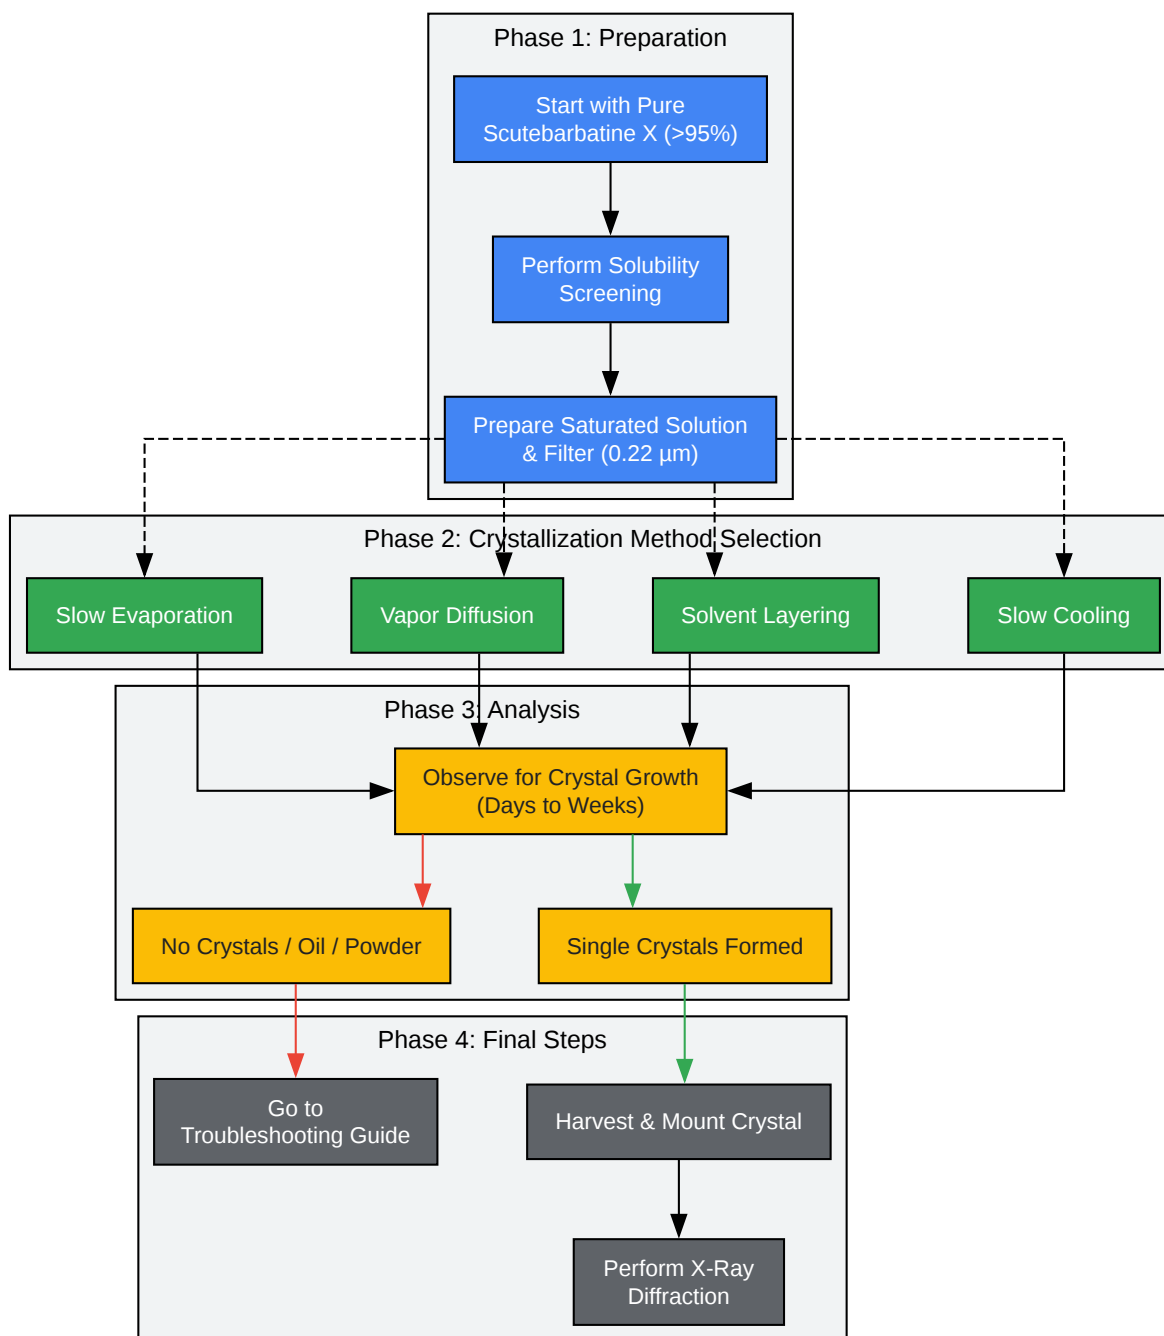 Phase 1: Preparation
Start with Pure
Scutebarbatine X (>95%)
Perform Solubility
Screening
Prepare Saturated Solution
& Filter (0.22 µm)
Phase 2: Crystallization Method Selection
Slow Evaporation
Vapor Diffusion
Solvent Layering
Slow Cooling
Phase 3: Analysis
Observe for Crystal Growth
(Days to Weeks)
No Crystals / Oil / Powder
Single Crystals Formed
Phase 4: Final Steps
Go to
Troubleshooting Guide
Harvest & Mount Crystal
Perform X-Ray
Diffraction